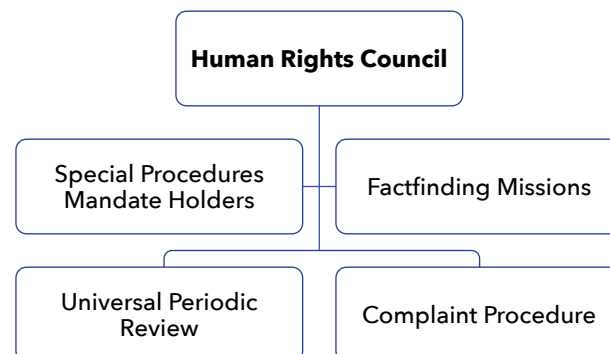 Human Rights Council
Special Procedures
Mandate Holders
Factfinding Missions
Universal Periodic
Review
Complaint Procedure